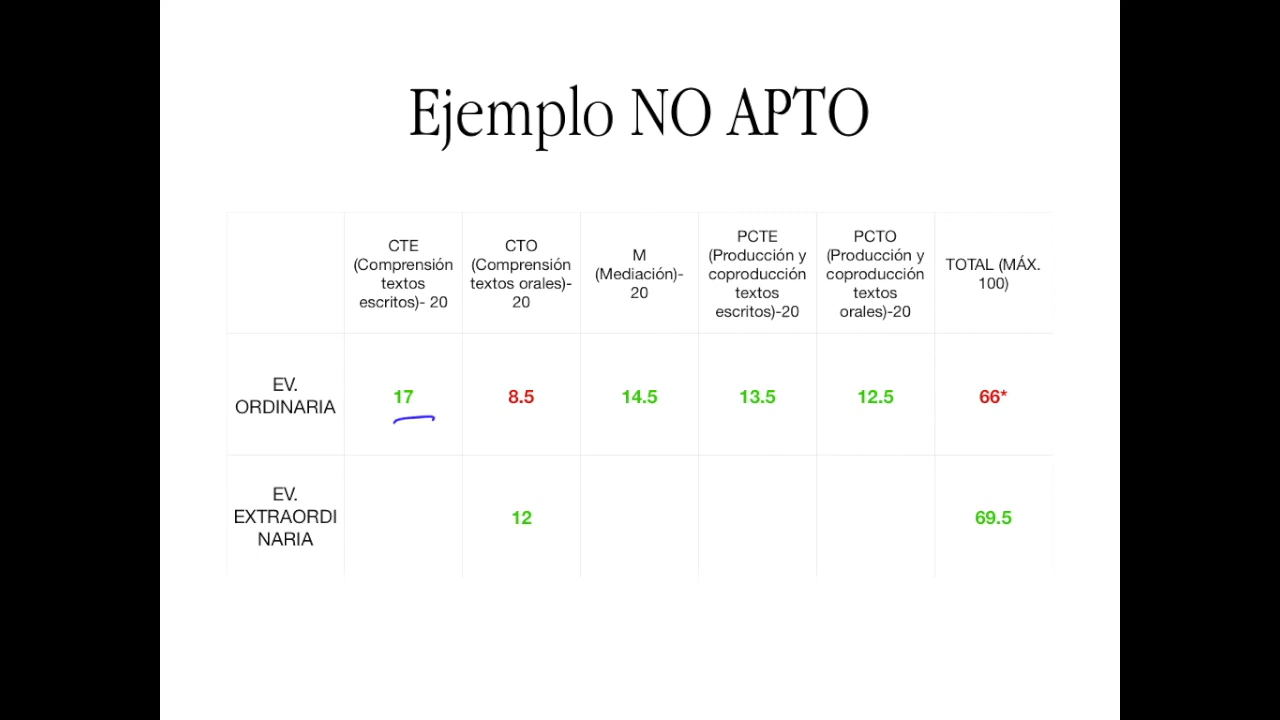 Ejemplo NO APTO
CTE
(Comprensión
textos
escritos)- 20
CTO
(Comprensión
textos orales)-
20
M
(Mediación)-
20
PCTE
(Producción y
coproducción
textos
escritos)-20
PCTO
(Producción y
coproducción
textos
orales)-20
TOTAL (MÁX.
100)
EV.
ORDINARIA
17
8.5
14.5
13.5
12.5
66*
EV.
EXTRAORDI
NARIA
12
69.5